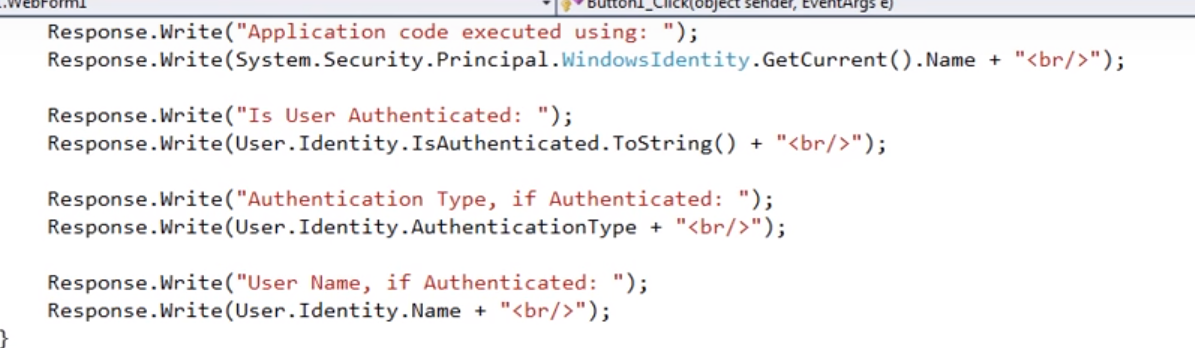 .WebForm1
Button1_Click(object sender, EventArgs e)
Response.Write("Application code executed using: ");
Response.Write(System.Security.Principal.WindowsIdentity.GetCurrent().Name + "<br/>");
Response.Write("Is User Authenticated: ");
Response.Write(User.Identity.IsAuthenticated.ToString() + "<br/>");
Response.Write("Authentication Type, if Authenticated: ");
Response.Write(User.Identity.AuthenticationType + "<br/>");
Response.Write("User Name, if Authenticated: ");
Response.Write(User.Identity.Name + "<br/>");
}